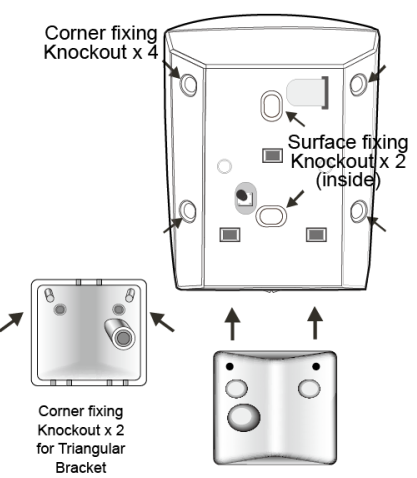 Corner fixing
Knockout x 4
Surface fixing
Knockout x 2
(inside)
Corner fixing
Knockout x 2
for Triangular
Bracket